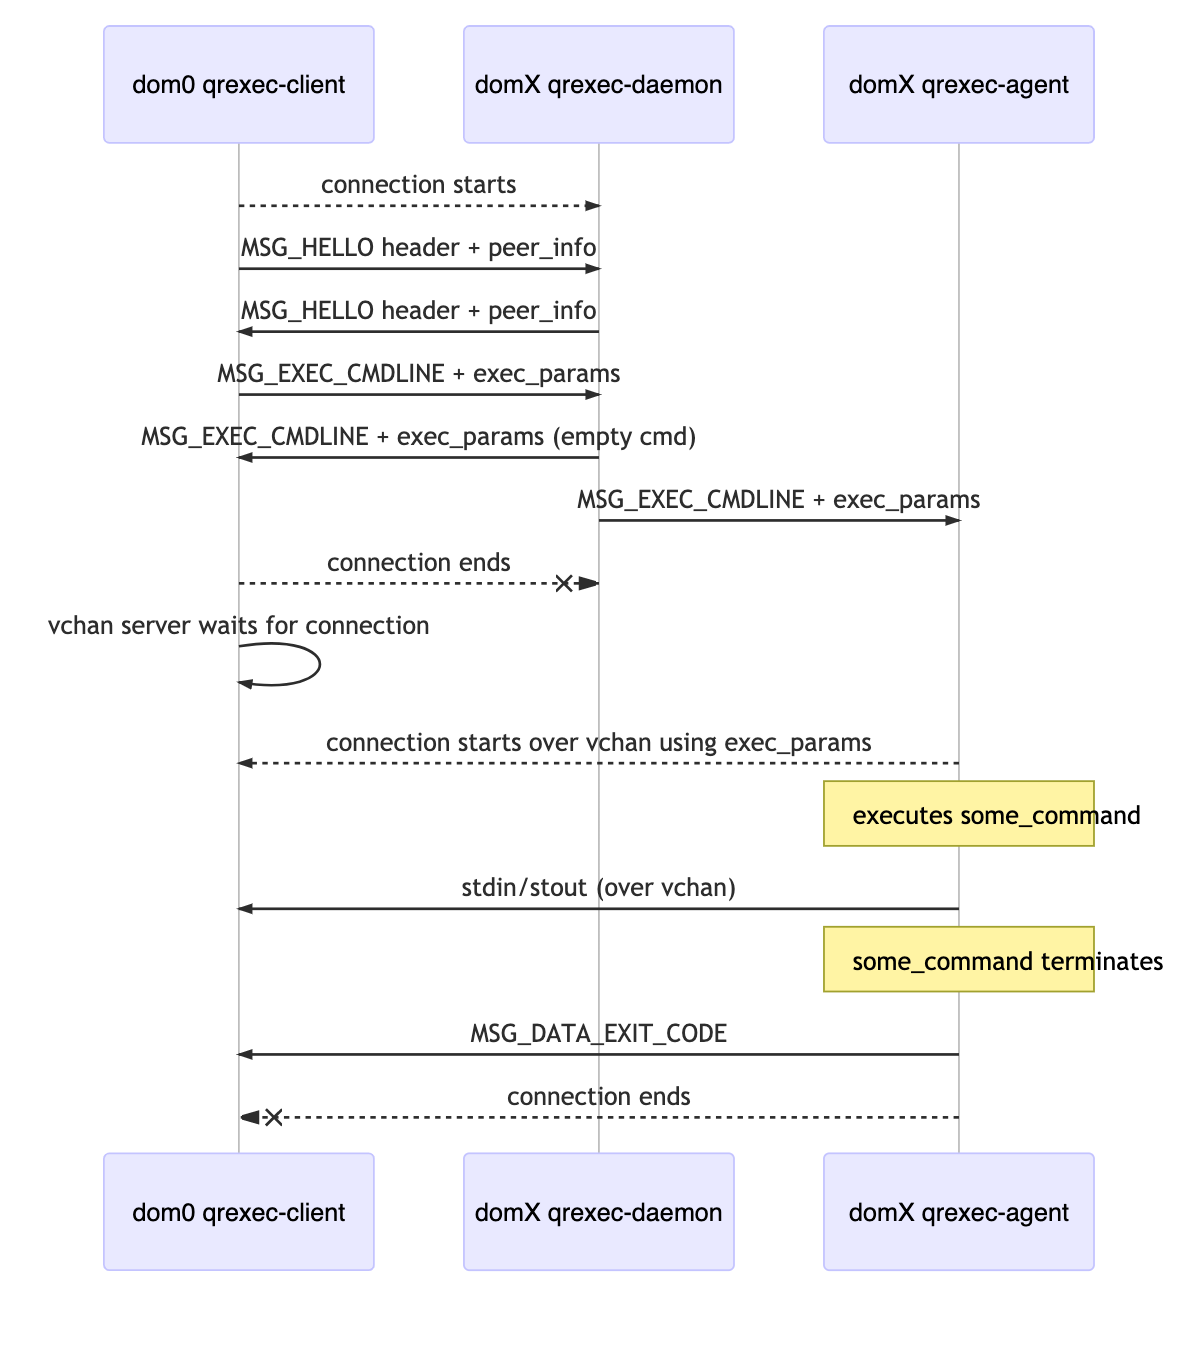 dom0 qrexec-client
domX qrexec-daemon
domX qrexec-agent
connection starts
MSG_HELLO header + peer_info
MSG_HELLO header + peer_info
MSG_EXEC_CMDLINE + exec_params
MSG_EXEC_CMDLINE + exec_params (empty cmd)
MSG_EXEC_CMDLINE + exec_params
connection ends
vchan server waits for connection
connection starts over vchan using exec_params
executes some_command
stdin/stout (over vchan)
some_command terminates
MSG_DATA_EXIT_CODE
connection ends
dom0 qrexec-client
domX qrexec-daemon
domX qrexec-agent